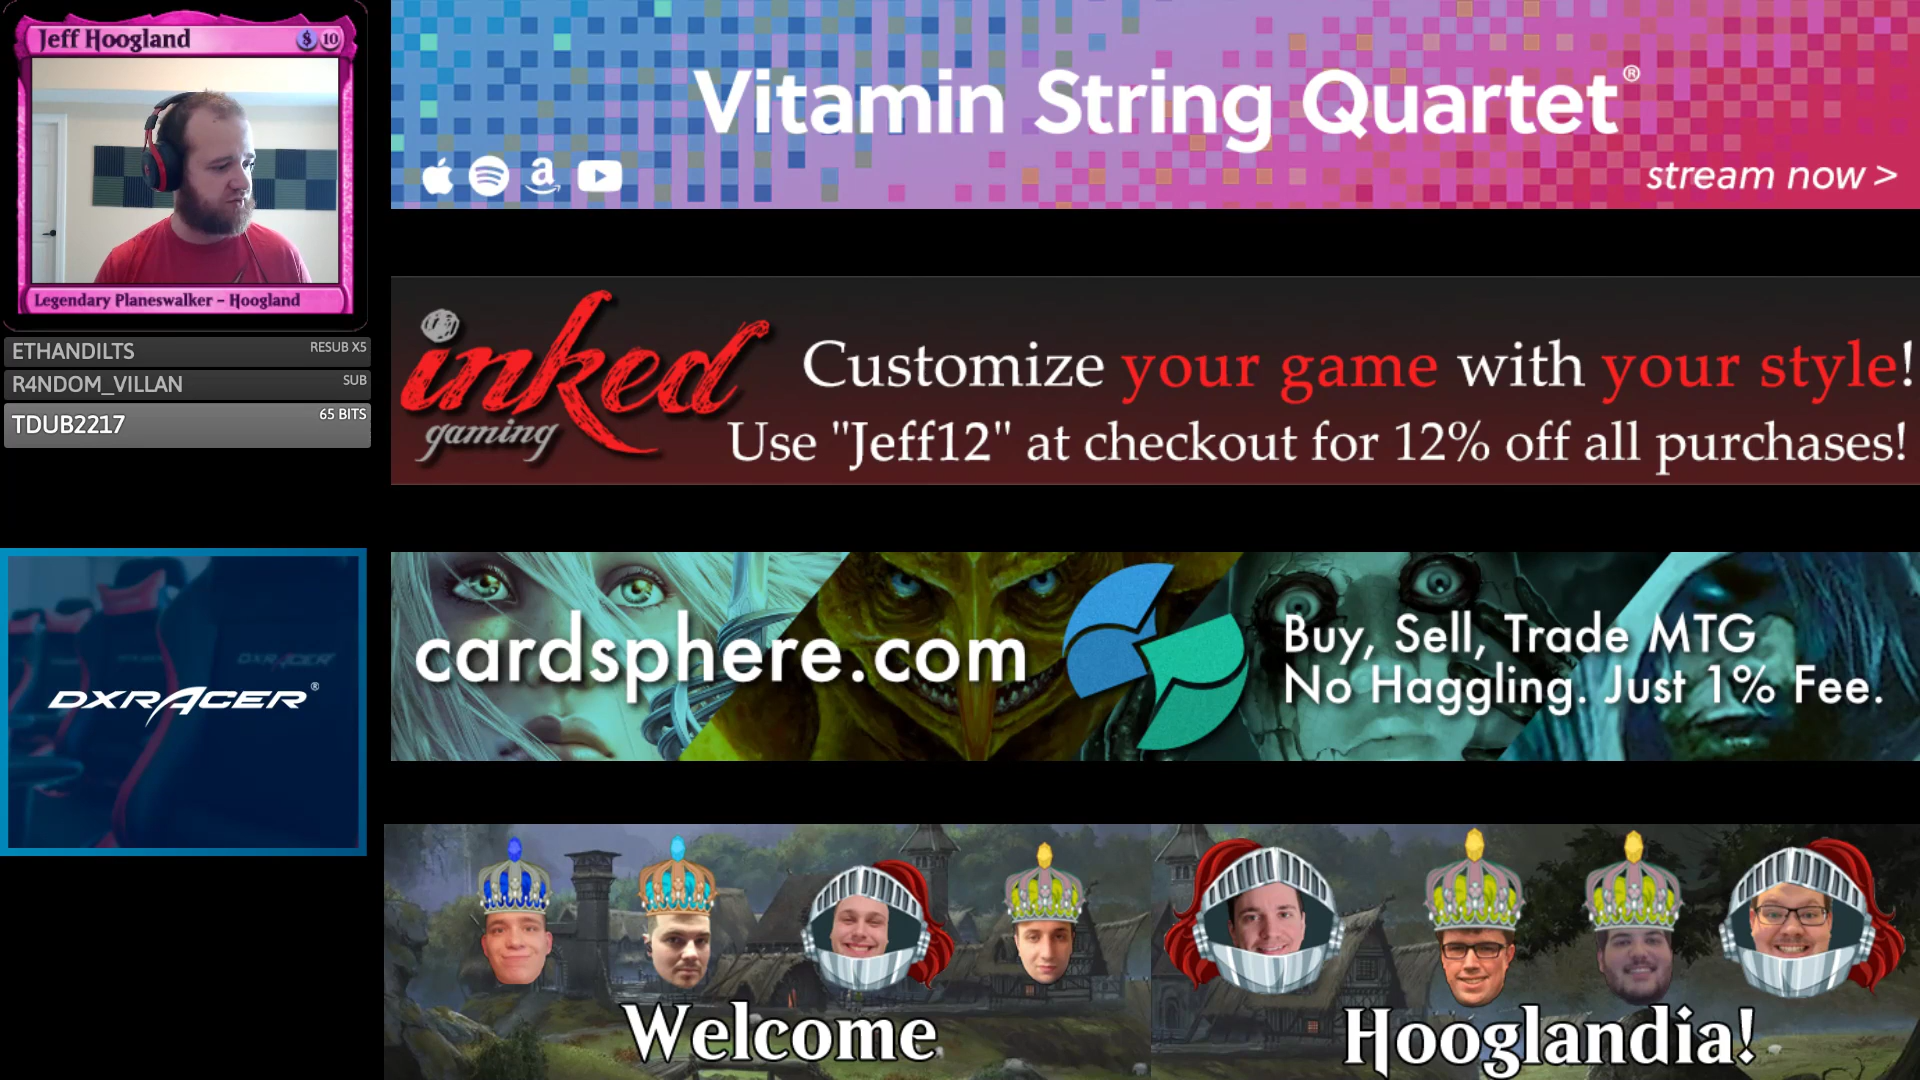 Jeff Hoogland
$ 10
Legendary Planeswalker – Hoogland
ETHANDILTS RESUB X5
R4NDOM_VILLAN SUB
TDUB2217 65 BITS
DXRACER®
DXRACER
Vitamin String Quartet®
stream now >
inked
gaming
Customize your game with your style!
Use "Jeff12" at checkout for 12% off all purchases!
cardsphere.com
Buy, Sell, Trade MTG
No Haggling. Just 1% Fee.
Welcome
Hooglandia!